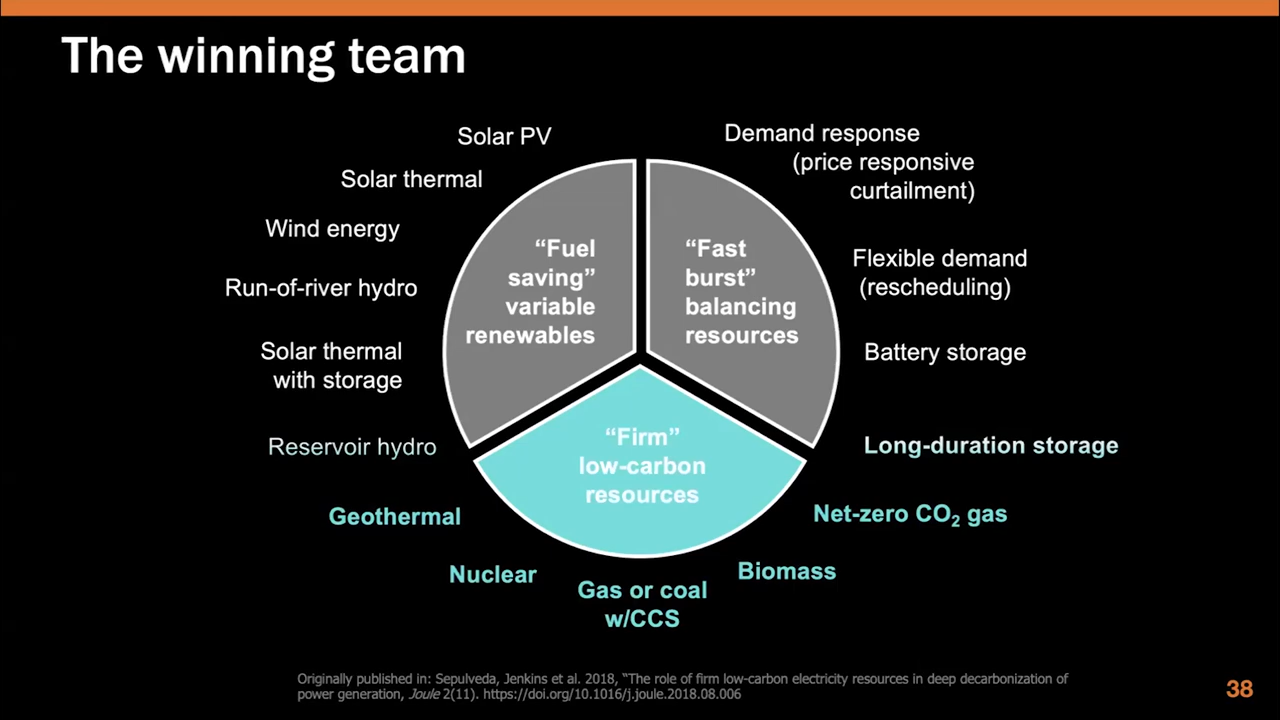 The winning team
Solar PV
Solar thermal
Wind energy
Run-of-river hydro
Solar thermal
with storage
Reservoir hydro
Geothermal
Nuclear
Gas or coal
w/CCS
Biomass
Net-zero CO₂ gas
Long-duration storage
Battery storage
Flexible demand
(rescheduling)
Demand response
(price responsive
curtailment)
“Fuel
saving”
variable
renewables
“Fast
burst”
balancing
resources
“Firm”
low-carbon
resources
Originally published in: Sepulveda, Jenkins et al. 2018, “The role of firm low-carbon electricity resources in deep decarbonization of
power generation, Joule 2(11). https://doi.org/10.1016/j.joule.2018.08.006
38